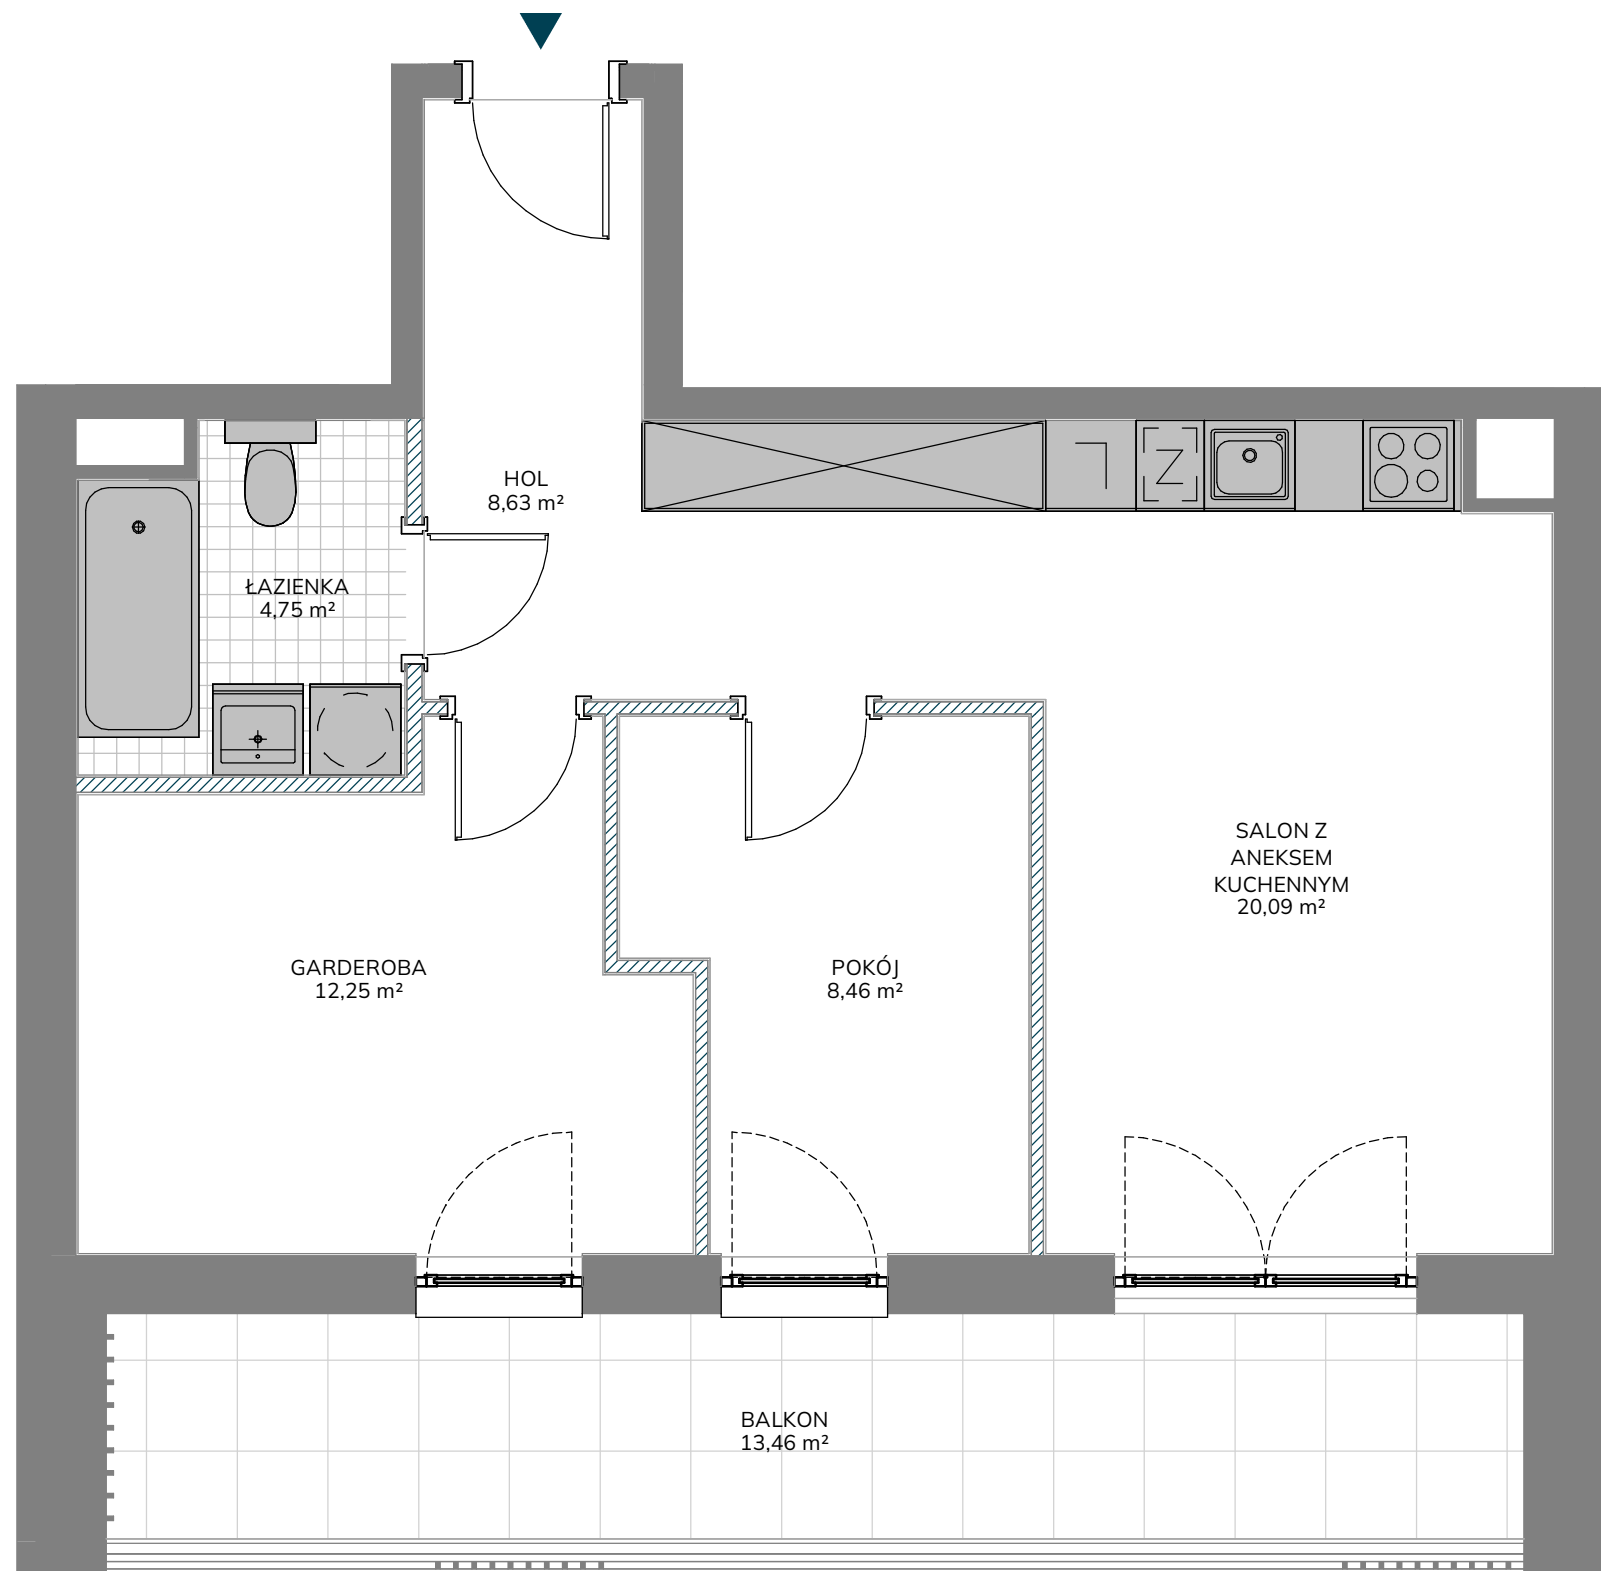 HOL
8,63 m²
Z
ŁAZIENKA
4,75 m²
SALON Z
ANEKSEM
KUCHENNYM
20,09 m²
GARDEROBA
12,25 m²
POKÓJ
8,46 m²
BALKON
13,46 m²